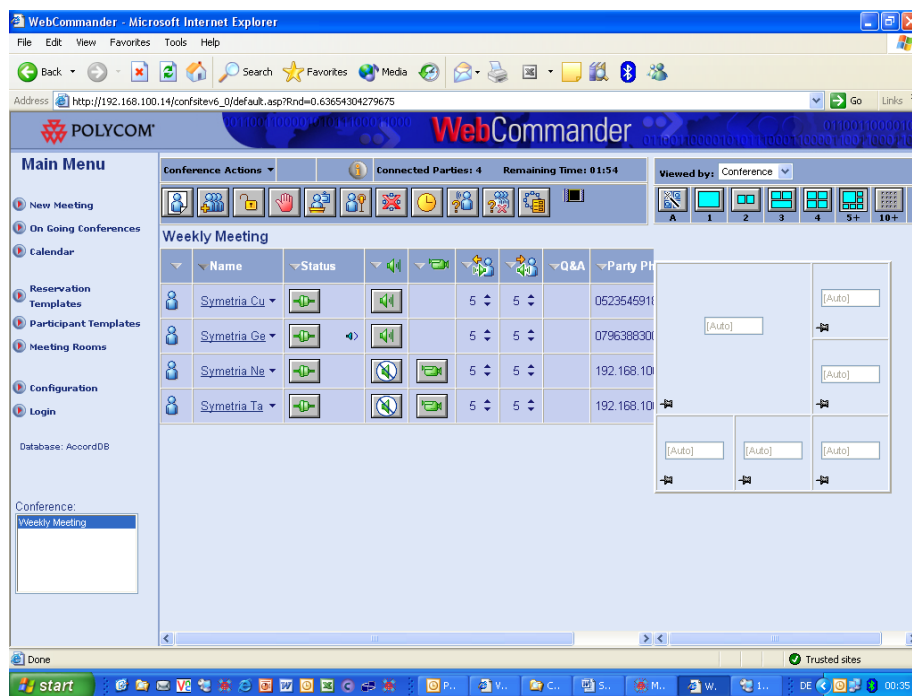 WebCommander - Microsoft Internet Explorer
File Edit View Favorites Tools Help
Back Search Favorites Media
Address http://192.168.100.14/confsitev6_0/default.asp?Rnd=0.63654304279675 Go Links
POLYCOM WebCommander
Main Menu
Conference Actions Connected Parties: 4 Remaining Time: 01:54 Viewed by: Conference
A 1 2 3 4 5+ 10+
New Meeting
On Going Conferences
Calendar
Reservation
Templates
Participant Templates
Meeting Rooms
Configuration
Login
Database: AccordDB
Conference:
Weekly Meeting
Weekly Meeting
Name Status Q&A Party Ph
Symetria Cu 5 5 0523545918
Symetria Ge 5 5 0796388300
Symetria Ne 5 5 192.168.10
Symetria Ta 5 5 192.168.10
[Auto]
[Auto]
[Auto]
[Auto] [Auto] [Auto]
Done Trusted sites
start P.. V.. C.. S.. M.. W. 1.. DE 00:35